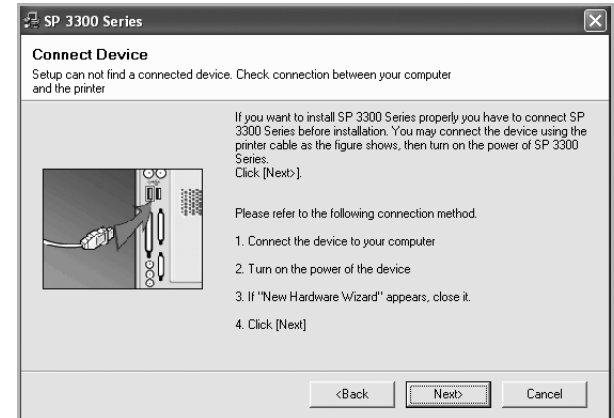 SP 3300 Series
Connect Device
Setup can not find a connected device. Check connection between your computer
and the printer
If you want to install SP 3300 Series properly you have to connect SP
3300 Series before installation. You may connect the device using the
printer cable as the figure shows, then turn on the power of SP 3300
Series.
Click [Next>].
Please refer to the following connection method.
1. Connect the device to your computer
2. Turn on the power of the device
3. If "New Hardware Wizard" appears, close it.
4. Click [Next]
<Back
Next>
Cancel